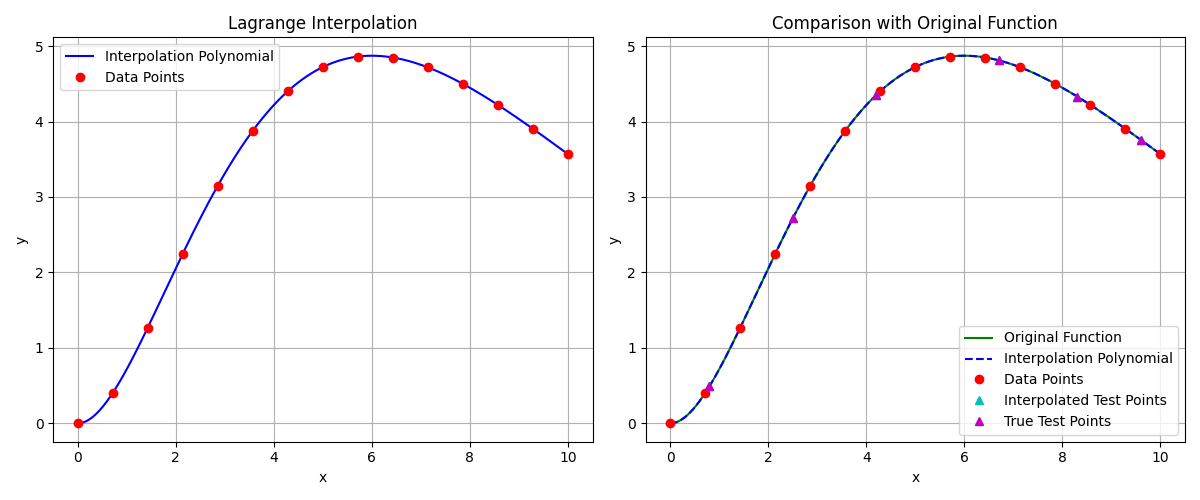 Lagrange Interpolation
Interpolation Polynomial
Data Points
5
4
3
2
1
0
y
0 2 4 6 8 10
x
Comparison with Original Function
5
4
3
2
1
0
y
Original Function
Interpolation Polynomial
Data Points
Interpolated Test Points
True Test Points
0 2 4 6 8 10
x